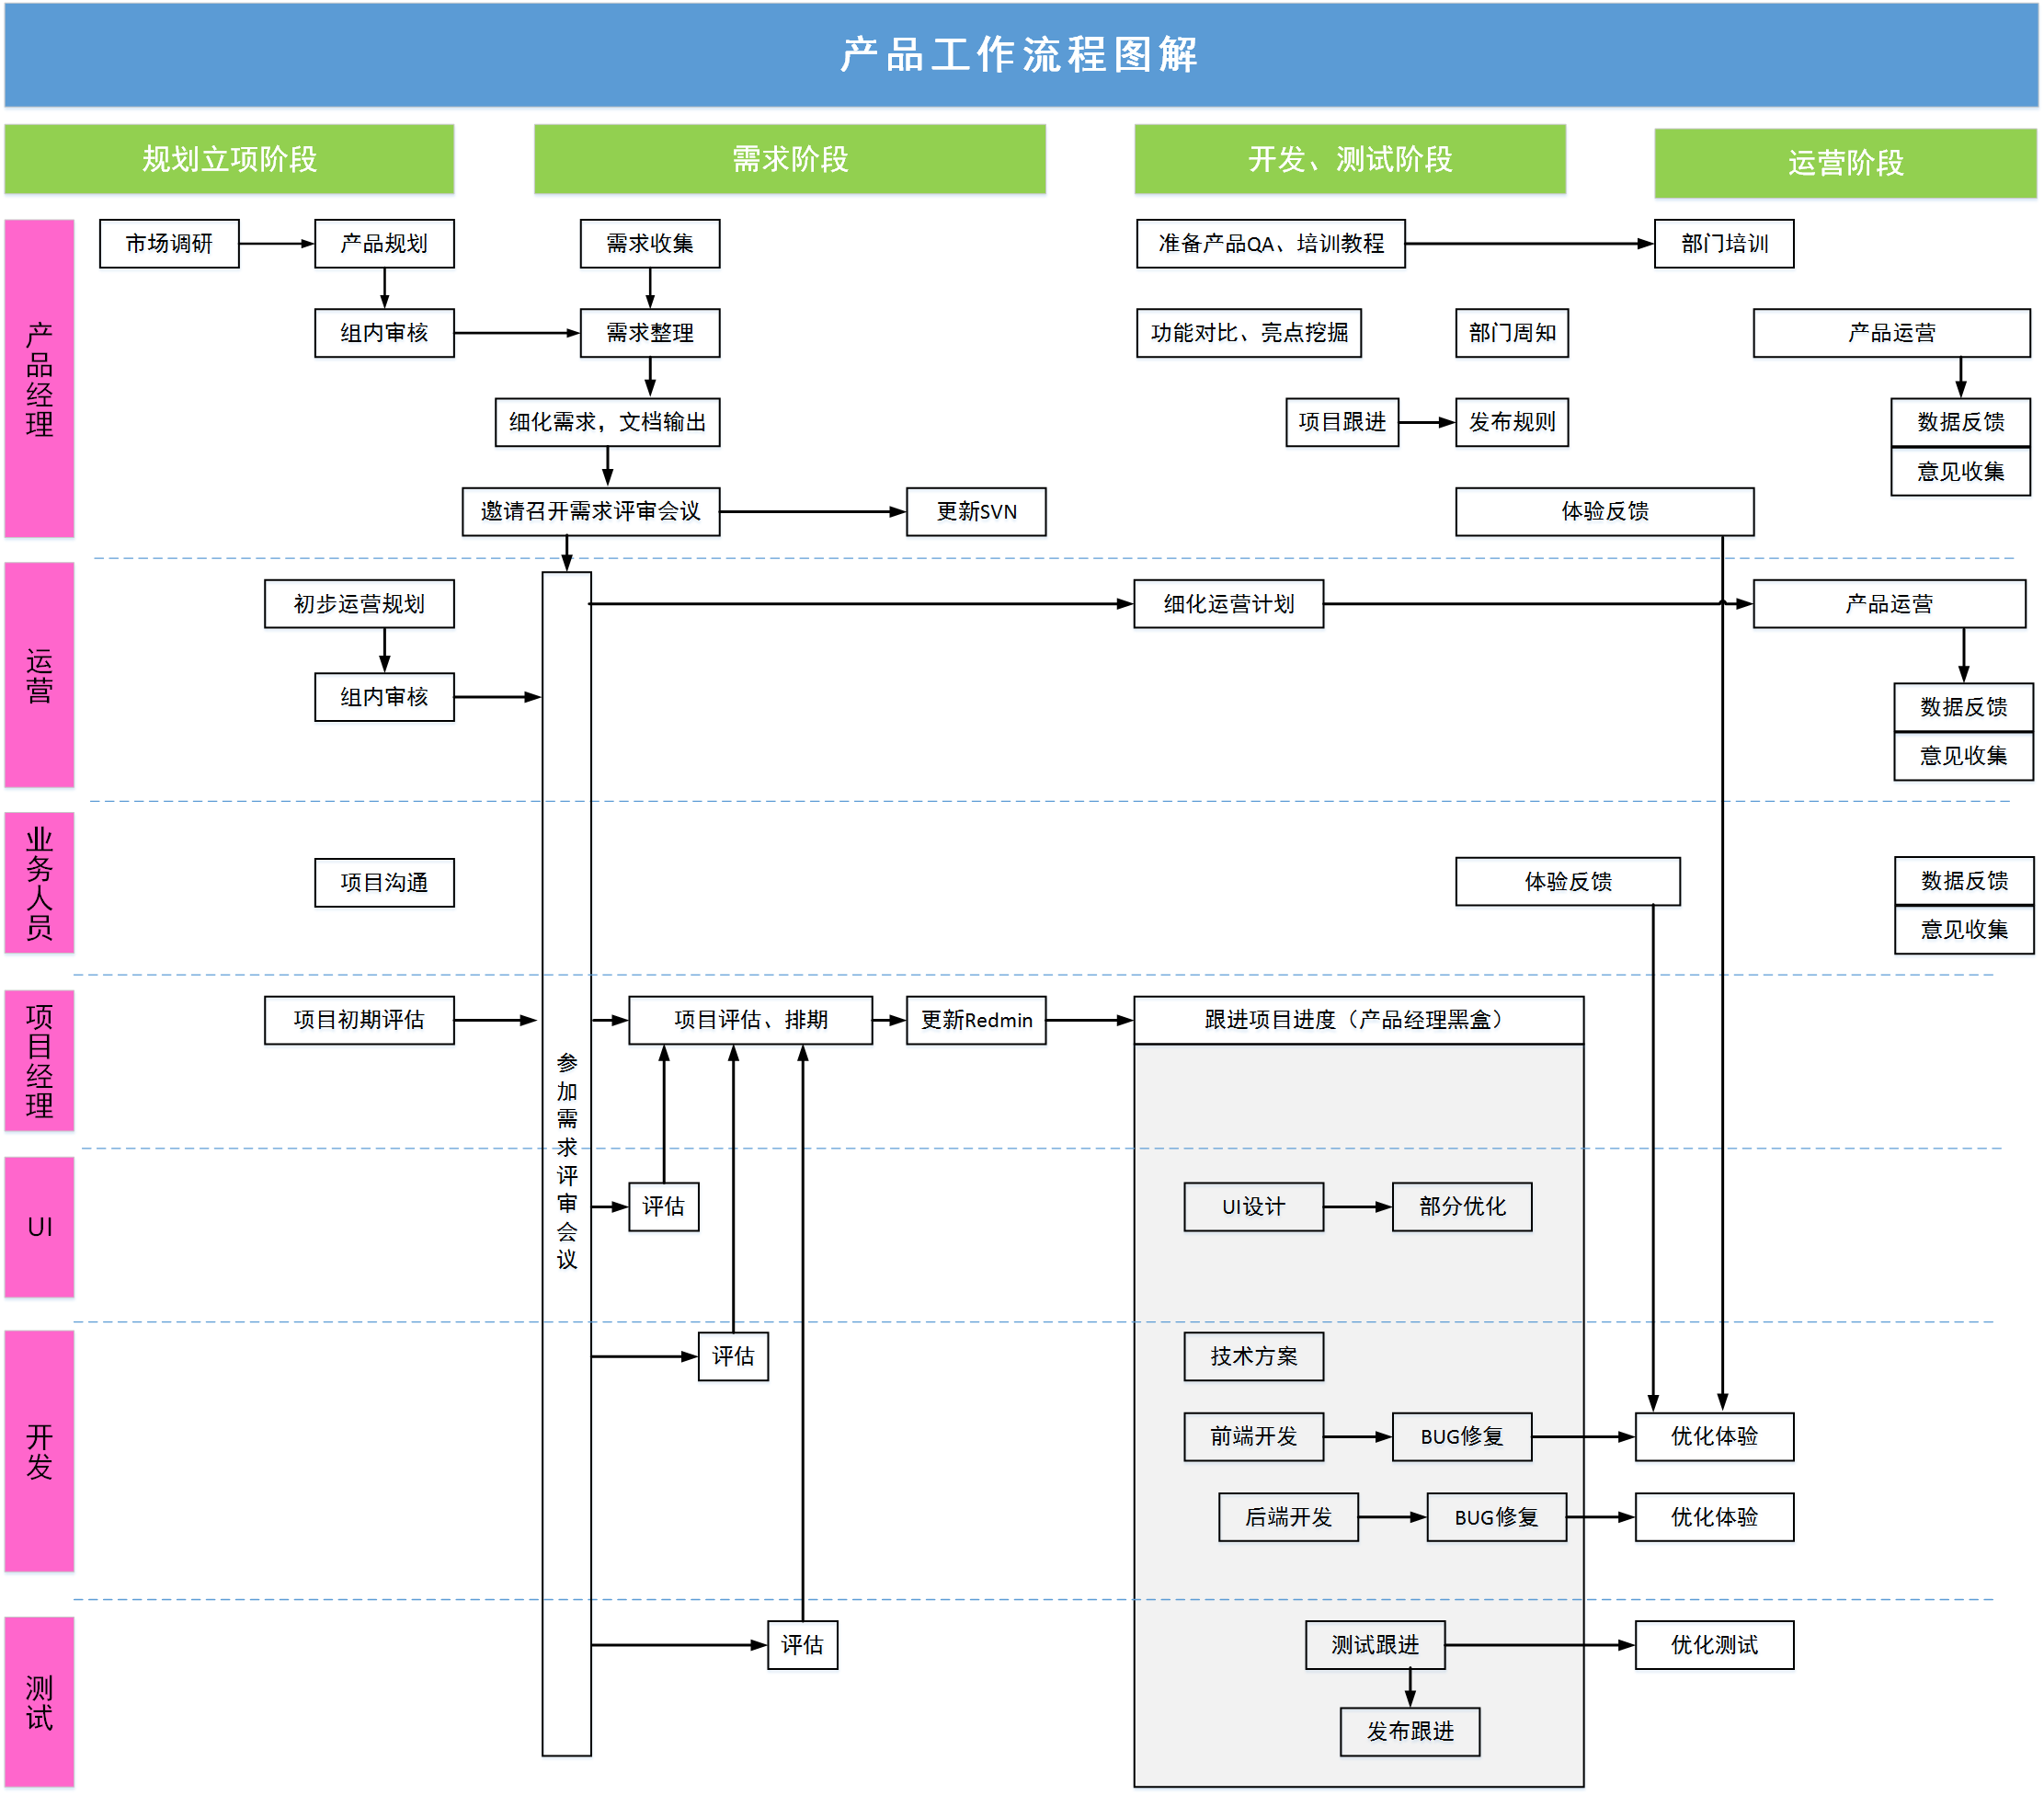 产品工作流程图解
规划立项阶段
需求阶段
开发、测试阶段
运营阶段
产品经理
市场调研
产品规划
需求收集
准备产品QA、培训教程
部门培训
组内审核
需求整理
功能对比、亮点挖掘
部门周知
产品运营
细化需求，文档输出
项目跟进
发布规则
数据反馈
意见收集
邀请召开需求评审会议
更新SVN
体验反馈
运营
初步运营规划
细化运营计划
产品运营
组内审核
数据反馈
意见收集
业务人员
项目沟通
体验反馈
数据反馈
意见收集
项目经理
项目初期评估
参加需求评审会议
项目评估、排期
更新Redmin
跟进项目进度（产品经理黑盒）
UI
评估
UI设计
部分优化
开发
评估
技术方案
前端开发
BUG修复
优化体验
后端开发
BUG修复
优化体验
测试
评估
测试跟进
优化测试
发布跟进